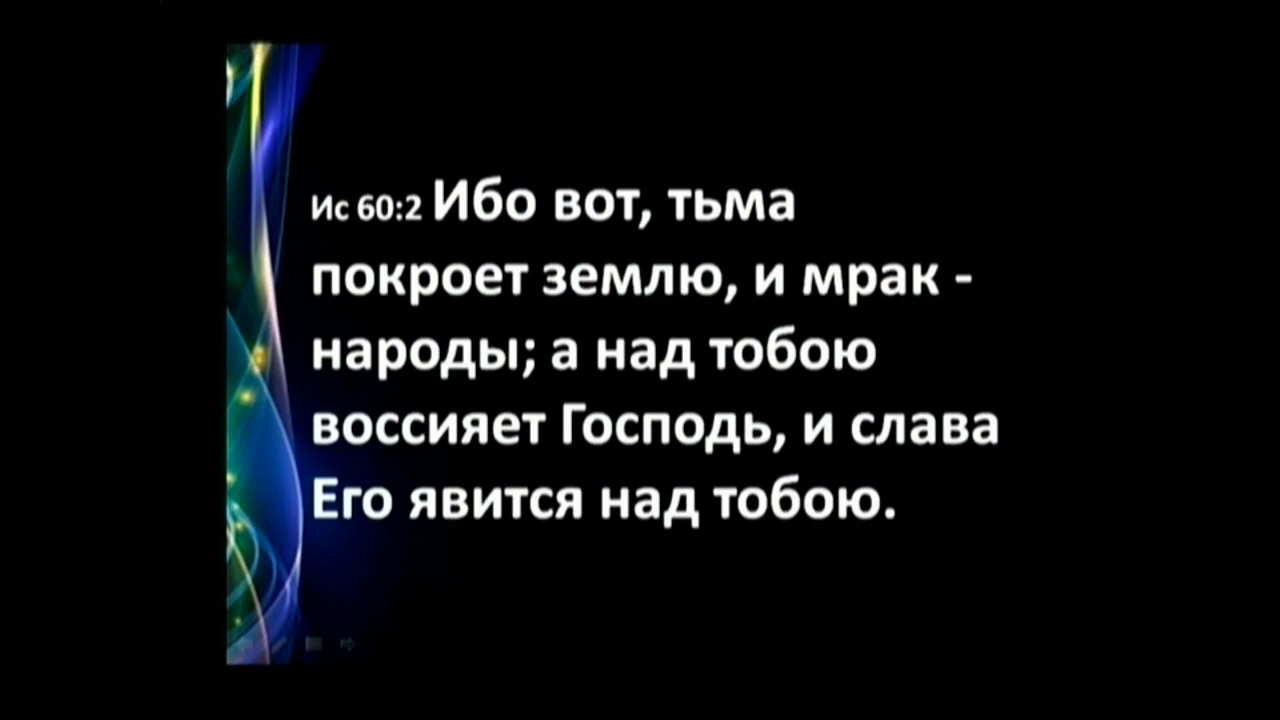 Ис 60:2 Ибо вот, тьма
покроет землю, и мрак -
народы; а над тобою
воссияет Господь, и слава
Его явится над тобою.